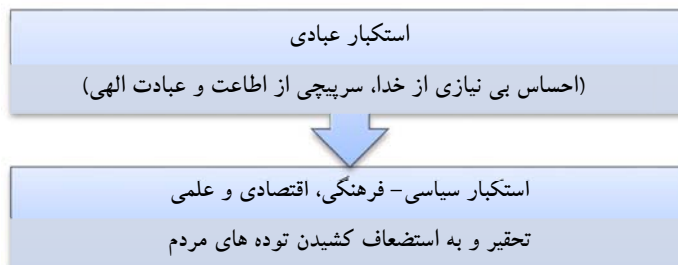 استکبار عبادی
(احساس بی نیازی از خدا، سرپیچی از اطاعت و عبادت الهی)
استکبار سیاسی- فرهنگی، اقتصادی و علمی
تحقیر و به استضعاف کشیدن توده های مردم